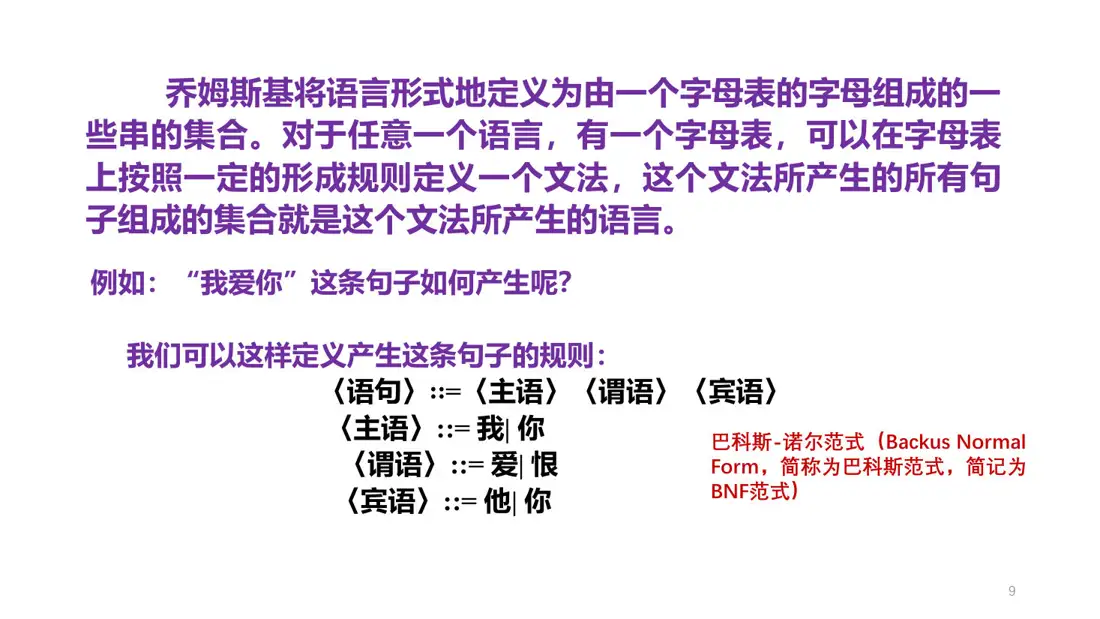 乔姆斯基将语言形式地定义为由一个字母表的字母组成的一
些串的集合。对于任意一个语言，有一个字母表，可以在字母表
上按照一定的形成规则定义一个文法，这个文法所产生的所有句
子组成的集合就是这个文法所产生的语言。
例如：“我爱你”这条句子如何产生呢？
我们可以这样定义产生这条句子的规则：
〈语句〉::=〈主语〉〈谓语〉〈宾语〉
〈主语〉::= 我| 你
〈谓语〉::= 爱| 恨
〈宾语〉::= 他| 你
巴科斯-诺尔范式（Backus Normal
Form，简称为巴科斯范式，简记为
BNF范式）
9